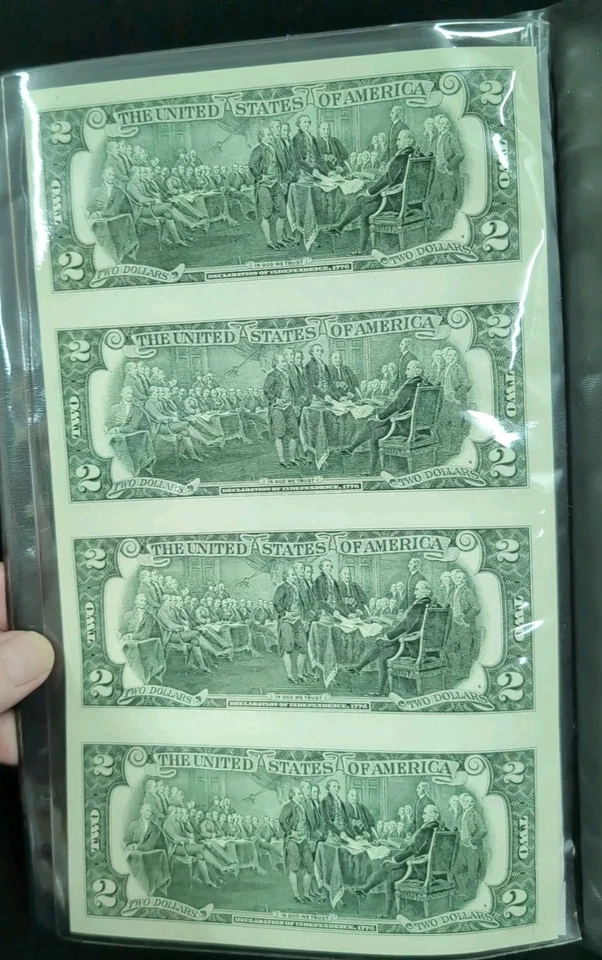 THE UNITED STATES OF AMERICA
2 2
TWO TWO
2 2
TWO DOLLARS IN GOD WE TRUST TWO DOLLARS
DECLARATION OF INDEPENDENCE, 1776
THE UNITED STATES OF AMERICA
2 2
TWO TWO
2 2
TWO DOLLARS IN GOD WE TRUST TWO DOLLARS
DECLARATION OF INDEPENDENCE, 1776
THE UNITED STATES OF AMERICA
2 2
TWO TWO
2 2
TWO DOLLARS IN GOD WE TRUST TWO DOLLARS
DECLARATION OF INDEPENDENCE, 1776
THE UNITED STATES OF AMERICA
2 2
TWO TWO
2 2
TWO DOLLARS IN GOD WE TRUST TWO DOLLARS
DECLARATION OF INDEPENDENCE, 1776